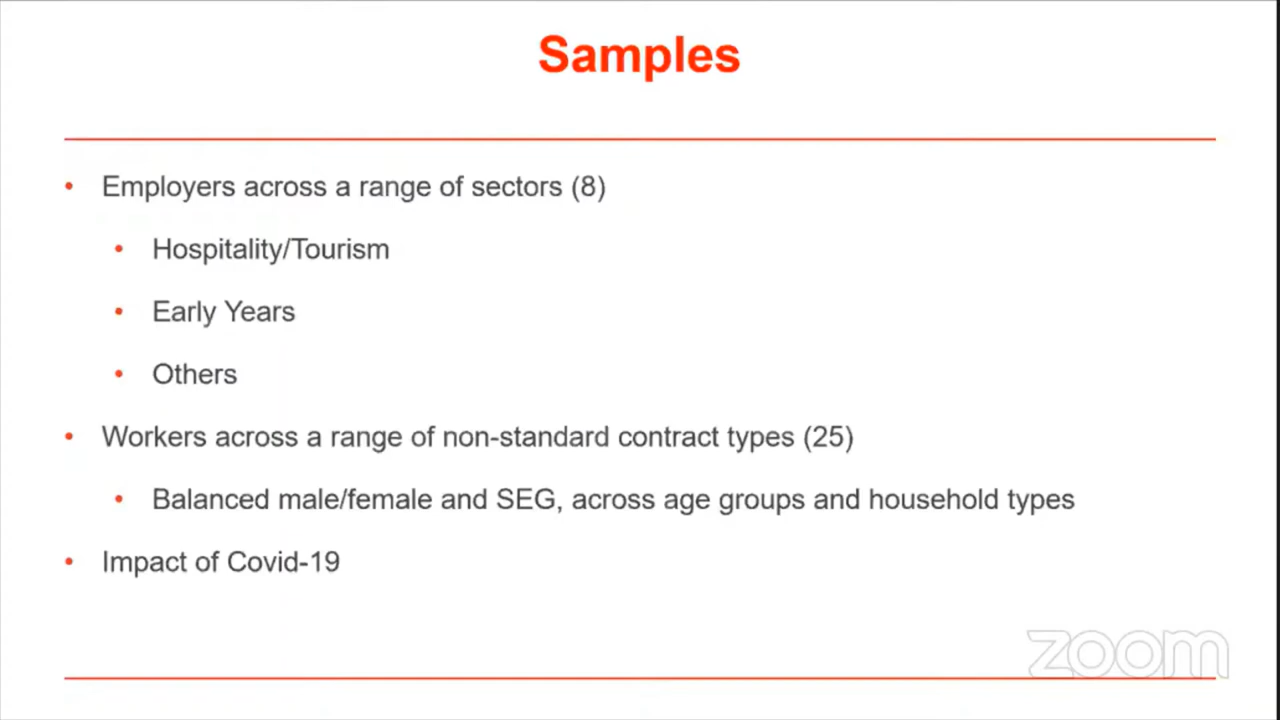 Samples
• Employers across a range of sectors (8)
• Hospitality/Tourism
• Early Years
• Others
• Workers across a range of non-standard contract types (25)
• Balanced male/female and SEG, across age groups and household types
• Impact of Covid-19
zoom